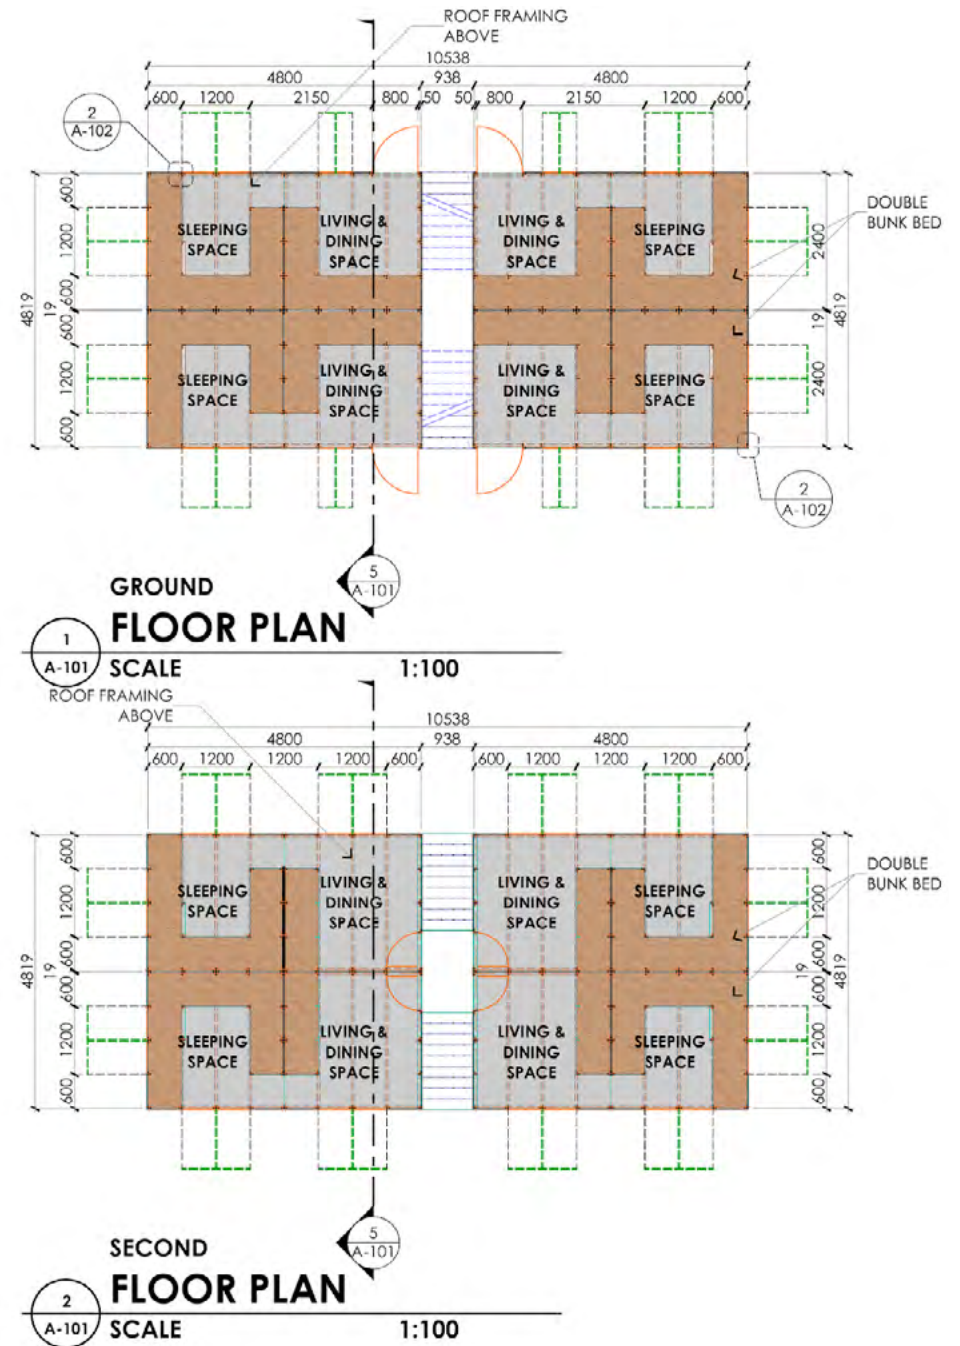 ROOF FRAMING
ABOVE
10538
4800 938 4800
600 1200 2150 800 50 50 800 2150 1200 600
2
A-102
600 1200 600 19 600 1200 600
4819
2400 19 2400
4819
DOUBLE
BUNK BED
SLEEPING
SPACE
LIVING &
DINING
SPACE
LIVING &
DINING
SPACE
SLEEPING
SPACE
SLEEPING
SPACE
LIVING &
DINING
SPACE
LIVING &
DINING
SPACE
SLEEPING
SPACE
2
A-102
5
A-101
GROUND
FLOOR PLAN
1
A-101
SCALE 1:100
ROOF FRAMING
ABOVE
10538
4800 938 4800
600 1200 1200 1200 600 600 1200 1200 1200 600
600 1200 600 19 600 1200 600
4819
600 1200 600 19 600 1200 600
4819
DOUBLE
BUNK BED
SLEEPING
SPACE
LIVING &
DINING
SPACE
LIVING &
DINING
SPACE
SLEEPING
SPACE
SLEEPING
SPACE
LIVING &
DINING
SPACE
LIVING &
DINING
SPACE
SLEEPING
SPACE
5
A-101
SECOND
FLOOR PLAN
2
A-101
SCALE 1:100